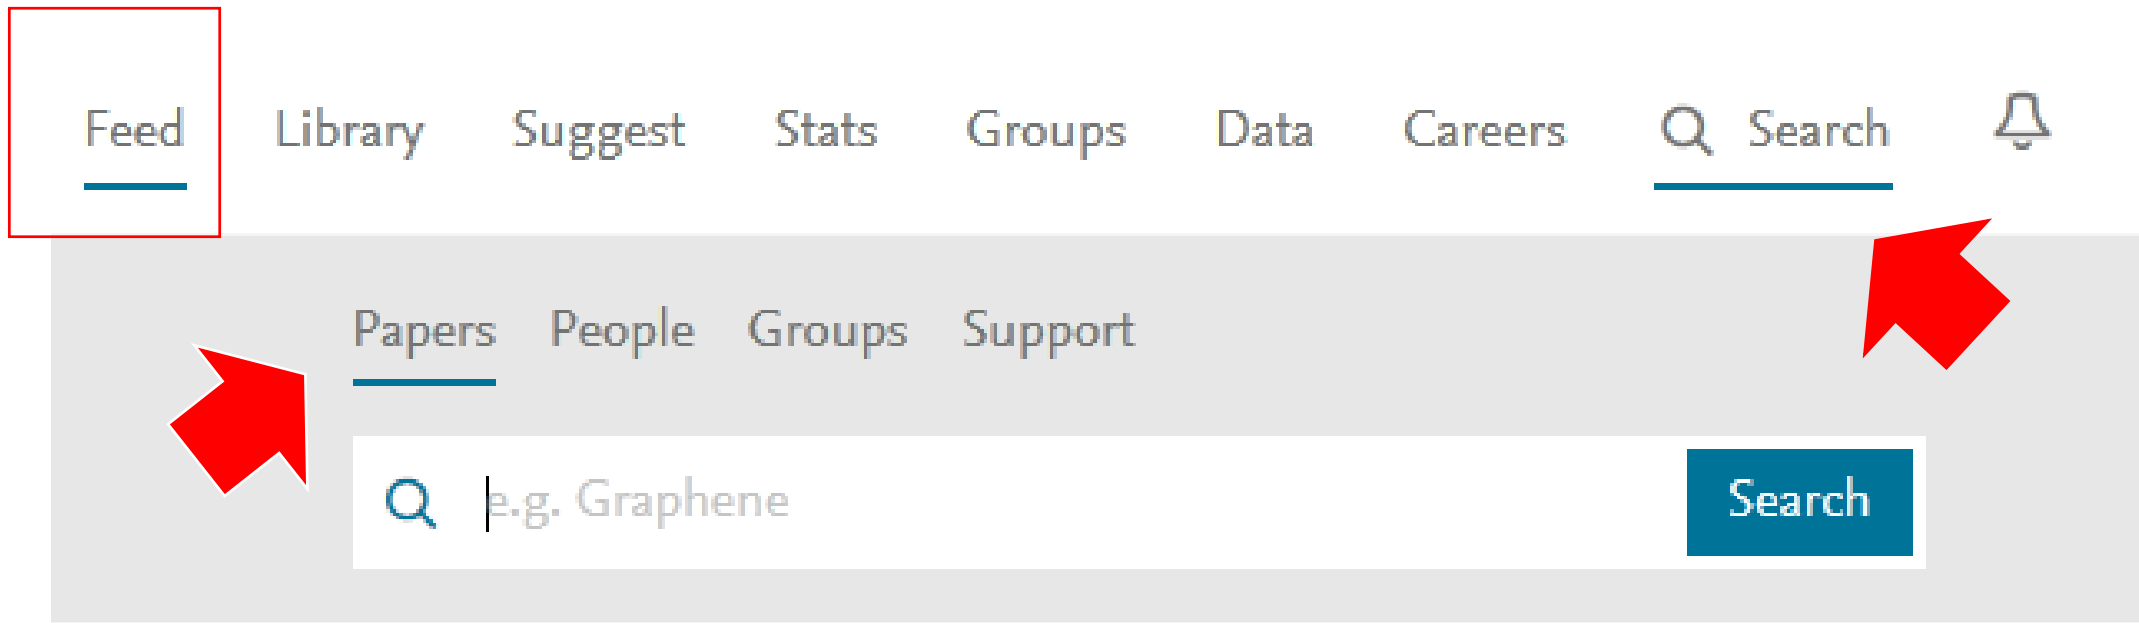 Feed Library Suggest Stats Groups Data Careers Search
Papers People Groups Support
e.g. Graphene Search